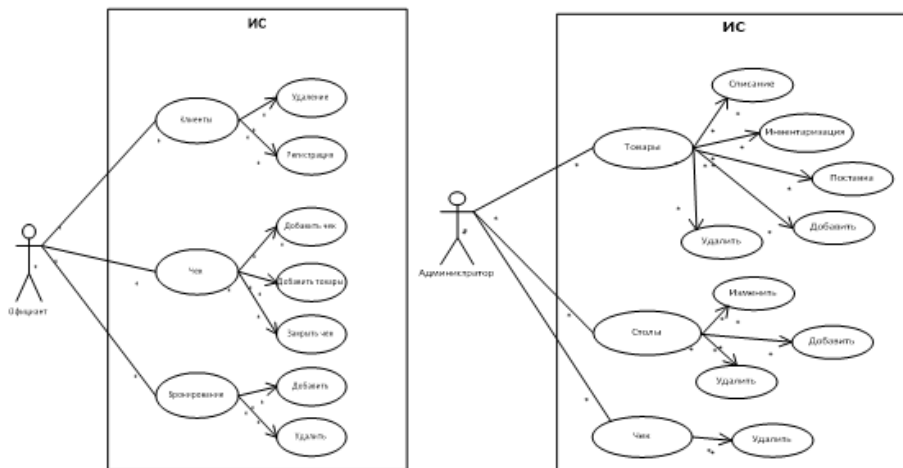 ИС
Клиенты
Удаление
Регистрация
Чек
Добавить чек
Добавить товары
Закрыть чек
Бронирование
Добавить
Удалить
Официант
ИС
Товары
Списание
Инвентаризация
Поставка
Добавить
Удалить
Администратор
Столы
Изменить
Добавить
Удалить
Чек
Удалить